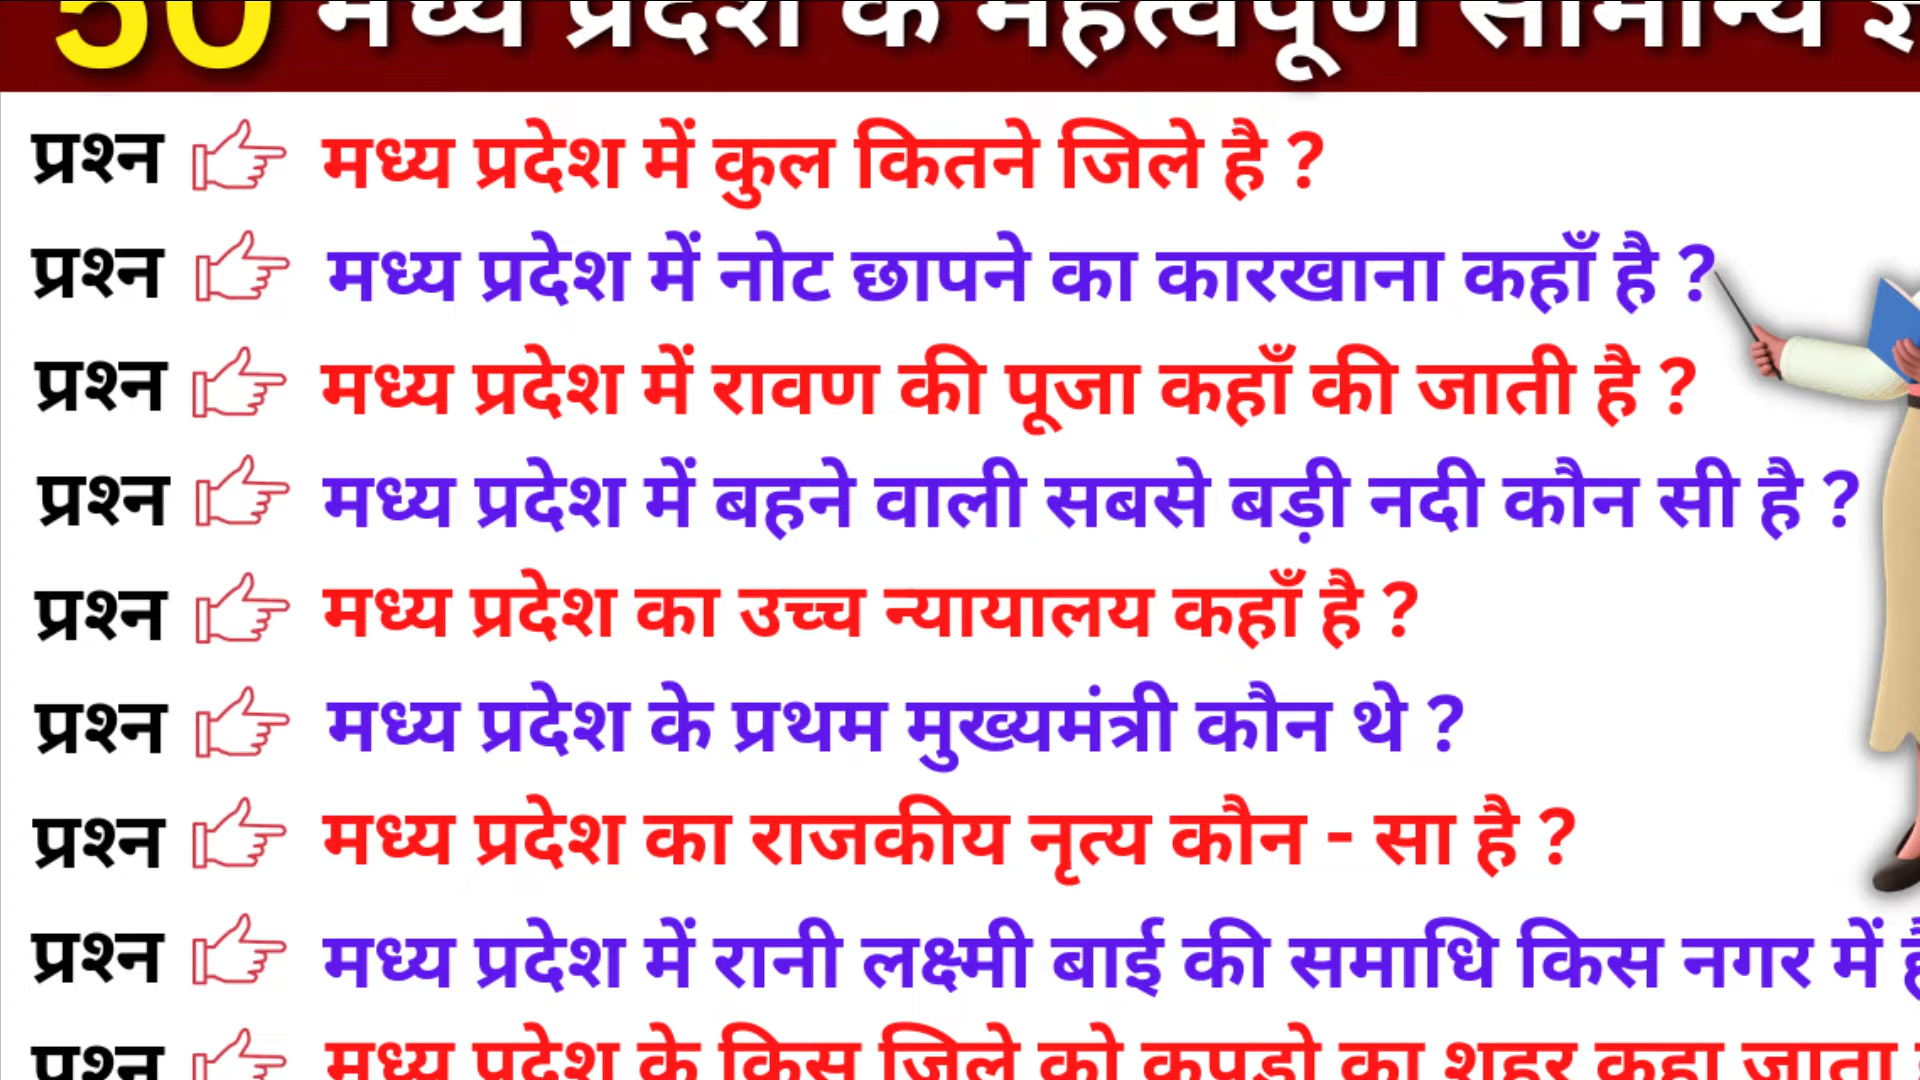 50 मध्य प्रदेश के महत्वपूर्ण सामान्य
प्रश्न मध्य प्रदेश में कुल कितने जिले है ?
प्रश्न मध्य प्रदेश में नोट छापने का कारखाना कहाँ है ?
प्रश्न मध्य प्रदेश में रावण की पूजा कहाँ की जाती है ?
प्रश्न मध्य प्रदेश में बहने वाली सबसे बड़ी नदी कौन सी है ?
प्रश्न मध्य प्रदेश का उच्च न्यायालय कहाँ है ?
प्रश्न मध्य प्रदेश के प्रथम मुख्यमंत्री कौन थे ?
प्रश्न मध्य प्रदेश का राजकीय नृत्य कौन - सा है ?
प्रश्न मध्य प्रदेश में रानी लक्ष्मी बाई की समाधि किस नगर में
प्रश्न मध्य प्रदेश के किस जिले को कपड़ो का शहर कहा जाता